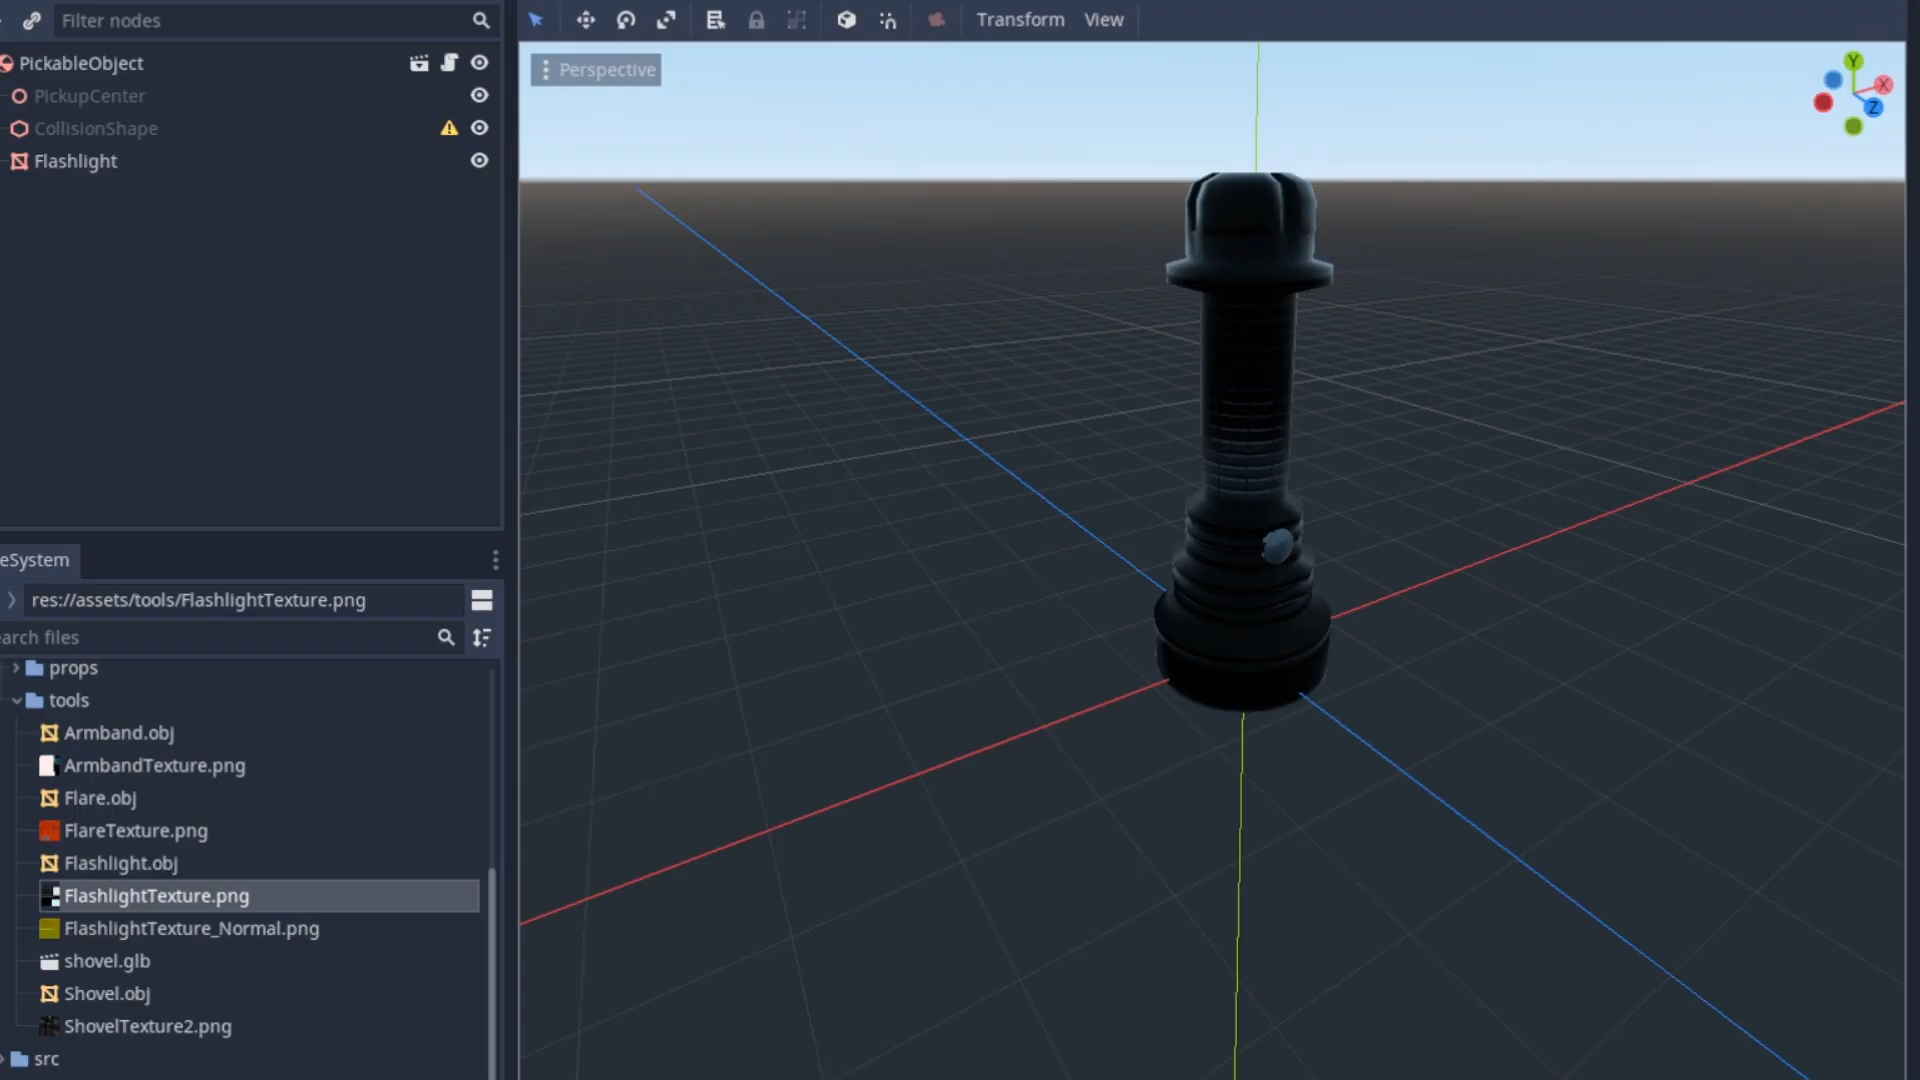 Filter nodes
Transform View
PickableObject
PickupCenter
CollisionShape
Flashlight
Perspective
Y
X
Z
eSystem
res://assets/tools/FlashlightTexture.png
earch files
props
tools
Armband.obj
ArmbandTexture.png
Flare.obj
FlareTexture.png
Flashlight.obj
FlashlightTexture.png
FlashlightTexture_Normal.png
shovel.glb
Shovel.obj
ShovelTexture2.png
src